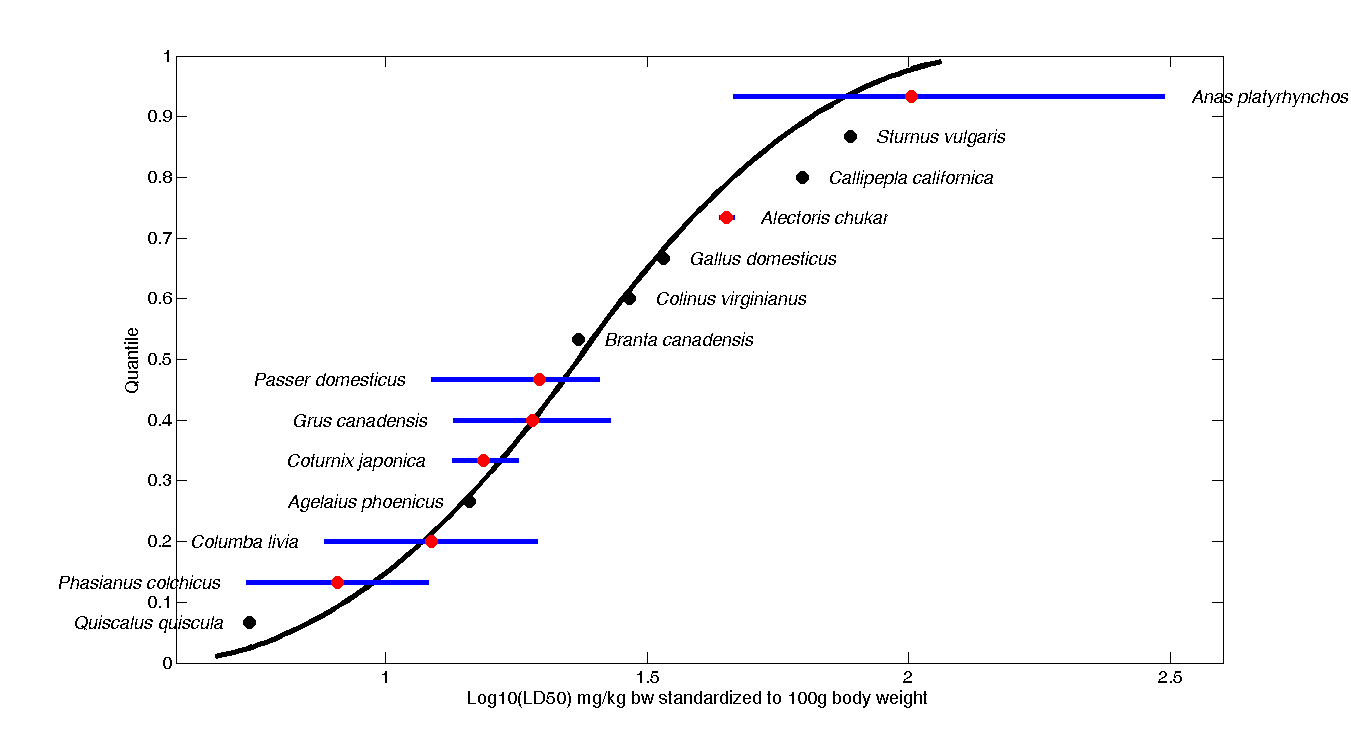 1
Anas platyrhynchos
0.9
Sturnus vulgaris
0.8
Callipepla californica
Alectoris chukar
0.7
Gallus domesticus
0.6
Colinus virginianus
Branta canadensis
0.5
Quantile
Passer domesticus
0.4
Grus canadensis
Coturnix japonica
0.3
Agelaius phoenicus
0.2
Columba livia
Phasianus colchicus
0.1
Quiscalus quiscula
0
1
1.5
2
2.5
Log10(LD50) mg/kg bw standardized to 100g body weight